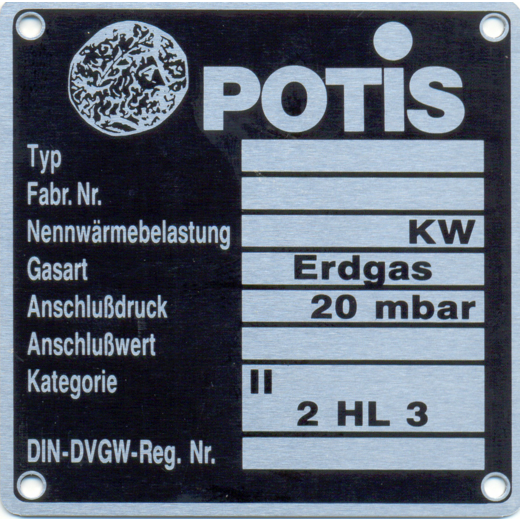 POTIS
Typ
Fabr. Nr.
Nennwärmebelastung KW
Gasart Erdgas
Anschlußdruck 20 mbar
Anschlußwert
Kategorie II
2 HL 3
DIN-DVGW-Reg. Nr.